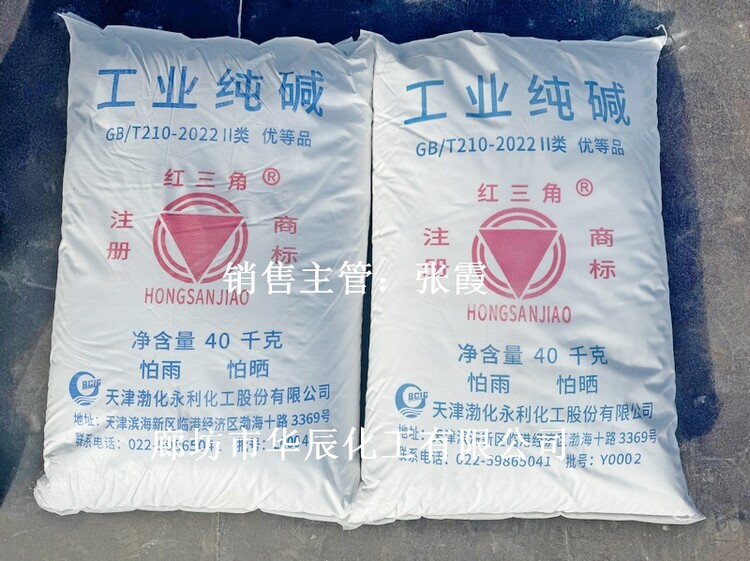 工业纯碱
GB/T210-2022 II类 优等品
红三角®
注册 商标
HONGSANJIAO
净含量 40 千克
怕雨 怕晒
BCIG
天津渤化永利化工股份有限公司
地址：天津滨海新区临港经济区渤海十路3369号
联系电话：022-
工业纯碱
GB/T210-2022 II类 优等品
红三角®
注册 商标
HONGSANJIAO
净含量 40 千克
怕雨 怕晒
BCIG
天津渤化永利化工股份有限公司
地址：天津滨海新区临港经济区渤海十路3369号
联系电话：022-59865041 批号：Y0002
销售主管：张霞
廊坊市华辰化工有限公司